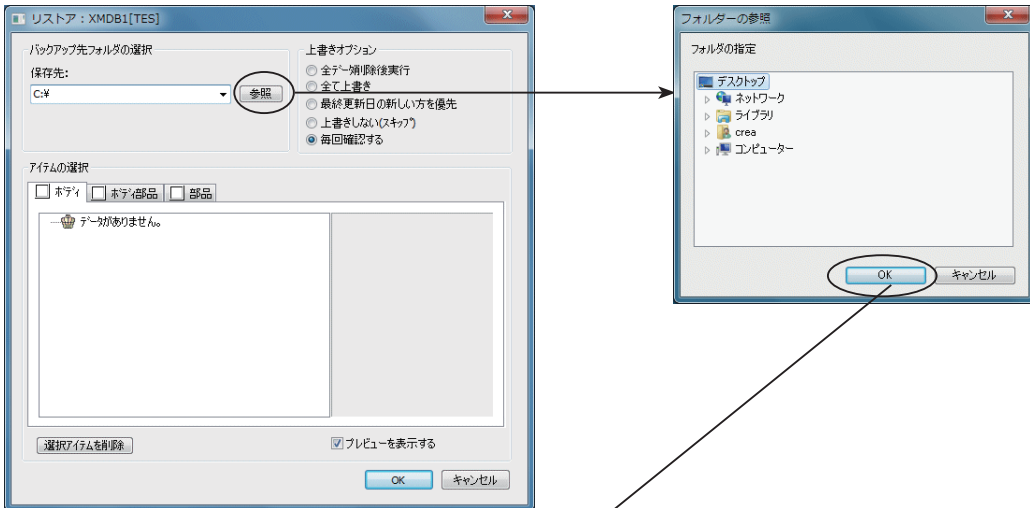 リストア：XMDB1[TES]
バックアップ先フォルダの選択
保存先:
C:¥
参照
上書きオプション
全データ削除後実行
全て上書き
最終更新日の新しい方を優先
上書きしない(スキップ)
毎回確認する
アイテムの選択
ボディ
ボディ部品
部品
データがありません。
選択アイテムを削除
プレビューを表示する
OK
キャンセル
フォルダーの参照
フォルダの指定
デスクトップ
ネットワーク
ライブラリ
crea
コンピューター
OK
キャンセル